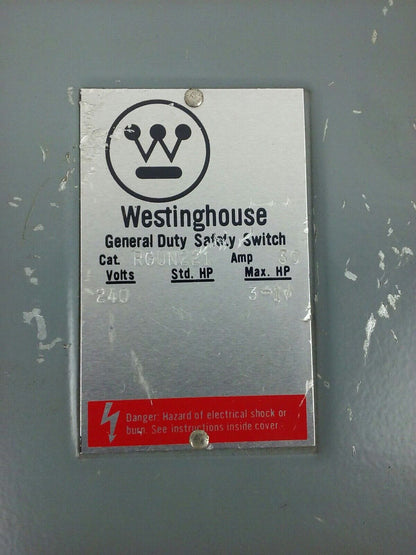 W
Westinghouse
General Duty Safety Switch
Cat. RGUN221 Amp
Volts Std. HP Max. HP
240
Danger: Hazard of electrical shock or
burn. See instructions inside cover.